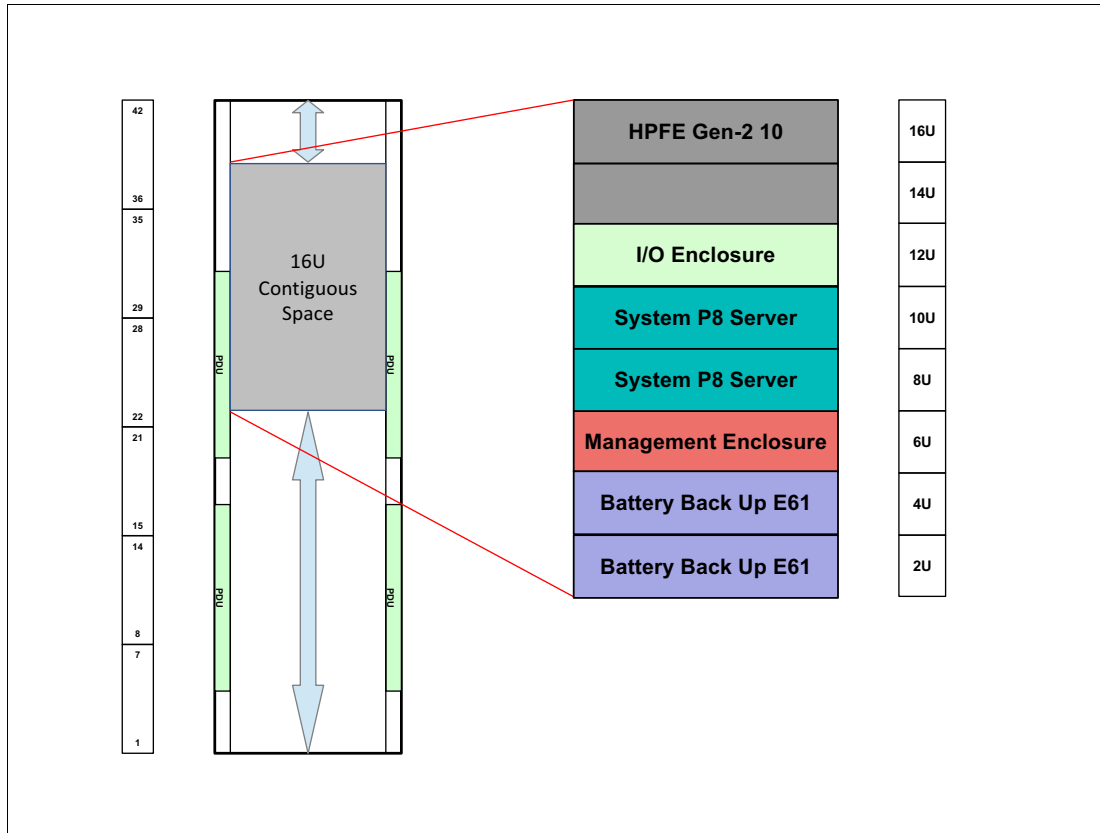 42
36
35
29
28
22
21
15
14
8
7
1
PDU
PDU
PDU
PDU
16U
Contiguous
Space
HPFE Gen-2 10
I/O Enclosure
System P8 Server
System P8 Server
Management Enclosure
Battery Back Up E61
Battery Back Up E61
16U
14U
12U
10U
8U
6U
4U
2U